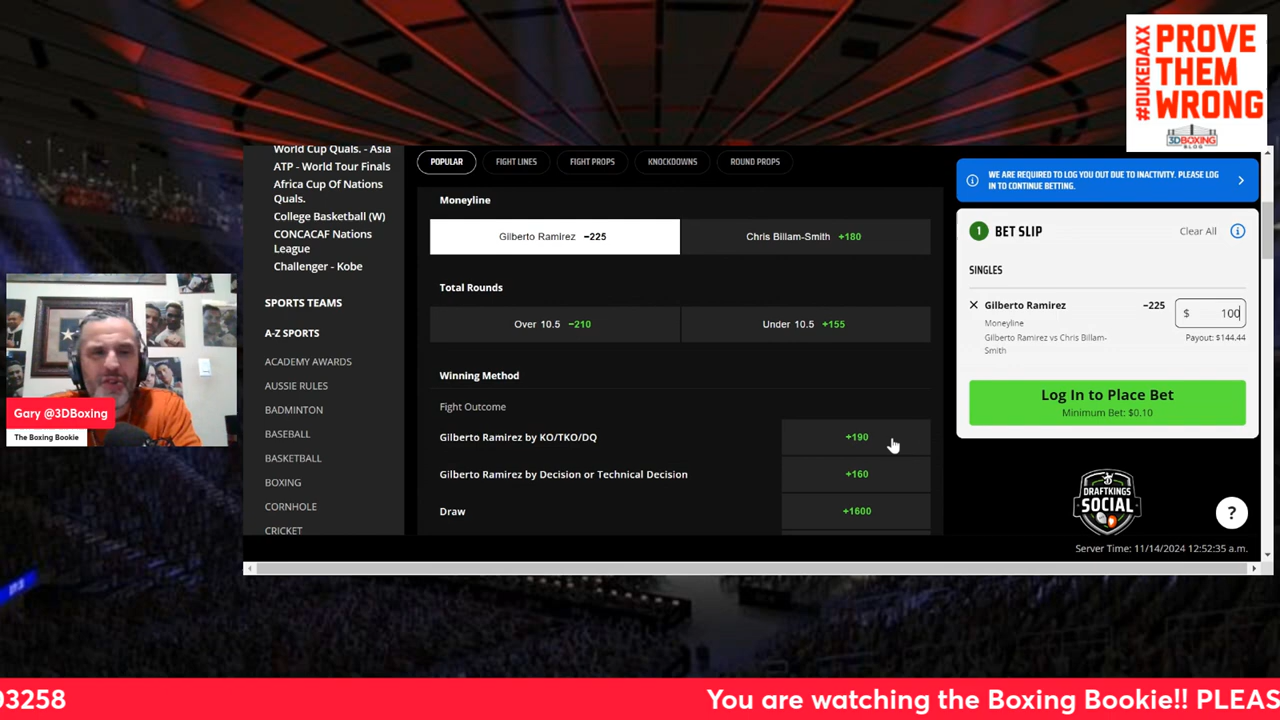 #DUKEDAXX
PROVE
THEM
WRONG
3DBOXING
BLOG
World Cup Quals. - Asia
ATP - World Tour Finals
Africa Cup Of Nations
Quals.
College Basketball (W)
CONCACAF Nations
League
Challenger - Kobe
SPORTS TEAMS
A-Z SPORTS
ACADEMY AWARDS
AUSSIE RULES
BADMINTON
BASEBALL
BASKETBALL
BOXING
CORNHOLE
CRICKET
POPULAR
FIGHT LINES
FIGHT PROPS
KNOCKDOWNS
ROUND PROPS
Moneyline
Gilberto Ramirez −225
Chris Billam-Smith +180
Total Rounds
Over 10.5 −210
Under 10.5 +155
Winning Method
Fight Outcome
Gilberto Ramirez by KO/TKO/DQ +190
Gilberto Ramirez by Decision or Technical Decision +160
Draw +1600
WE ARE REQUIRED TO LOG YOU OUT DUE TO INACTIVITY. PLEASE LOG
IN TO CONTINUE BETTING.
1 BET SLIP Clear All
SINGLES
Gilberto Ramirez −225 $ 100
Moneyline Payout: $144.44
Gilberto Ramirez vs Chris Billam-
Smith
Log In to Place Bet
Minimum Bet: $0.10
DRAFTKINGS
SOCIAL
?
Server Time: 11/14/2024 12:52:35 a.m.
Gary @3DBoxing
The Boxing Bookie
03258
You are watching the Boxing Bookie!! PLEAS